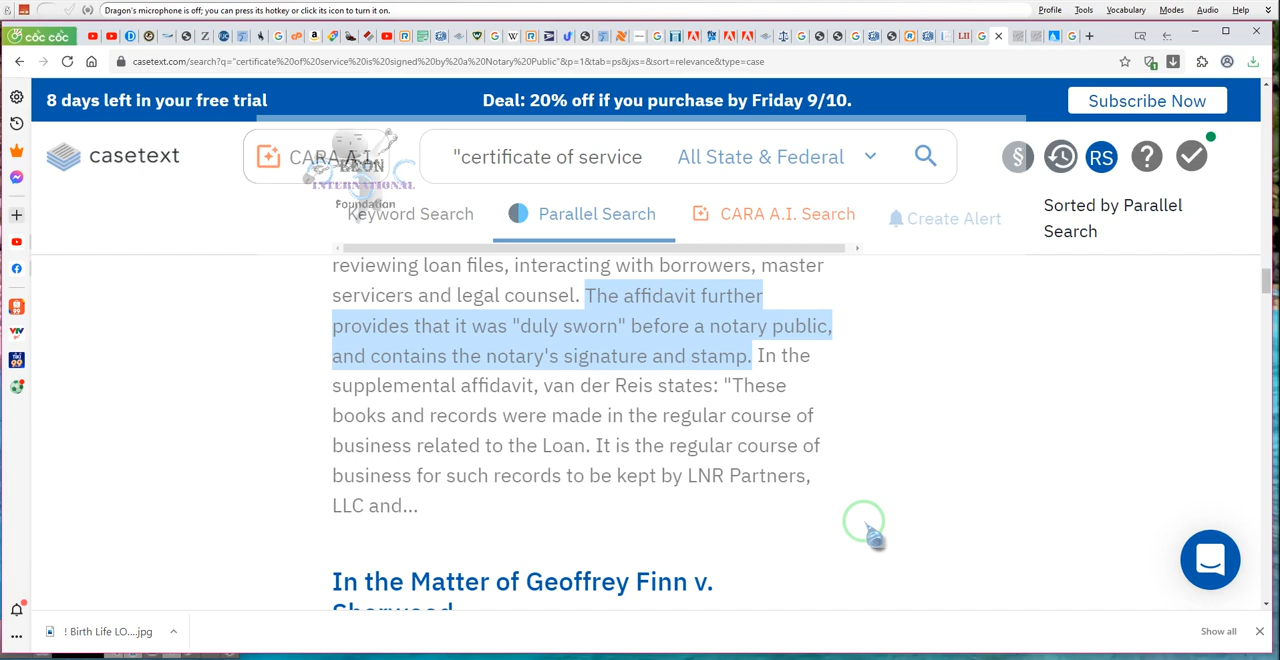 Dragon's microphone is off; you can press its hotkey or click its icon to turn it on.
Profile Tools Vocabulary Modes Audio Help
cốc cốc
casetext.com/search?q="certificate%20of%20service%20is%20signed%20by%20a%20Notary%20Public"&p=1&tab=ps&jxs=&sort=relevance&type=case
8 days left in your free trial
Deal: 20% off if you purchase by Friday 9/10.
Subscribe Now
casetext
CARA A.I.
"certificate of service
All State & Federal
RS
LEON
INTERNATIONAL
Foundation
Keyword Search
Parallel Search
CARA A.I. Search
Create Alert
Sorted by Parallel
Search
reviewing loan files, interacting with borrowers, master
servicers and legal counsel. The affidavit further
provides that it was "duly sworn" before a notary public,
and contains the notary's signature and stamp. In the
supplemental affidavit, van der Reis states: "These
books and records were made in the regular course of
business related to the Loan. It is the regular course of
business for such records to be kept by LNR Partners,
LLC and...
In the Matter of Geoffrey Finn v.
Sherwood
! Birth Life LO....jpg
Show all